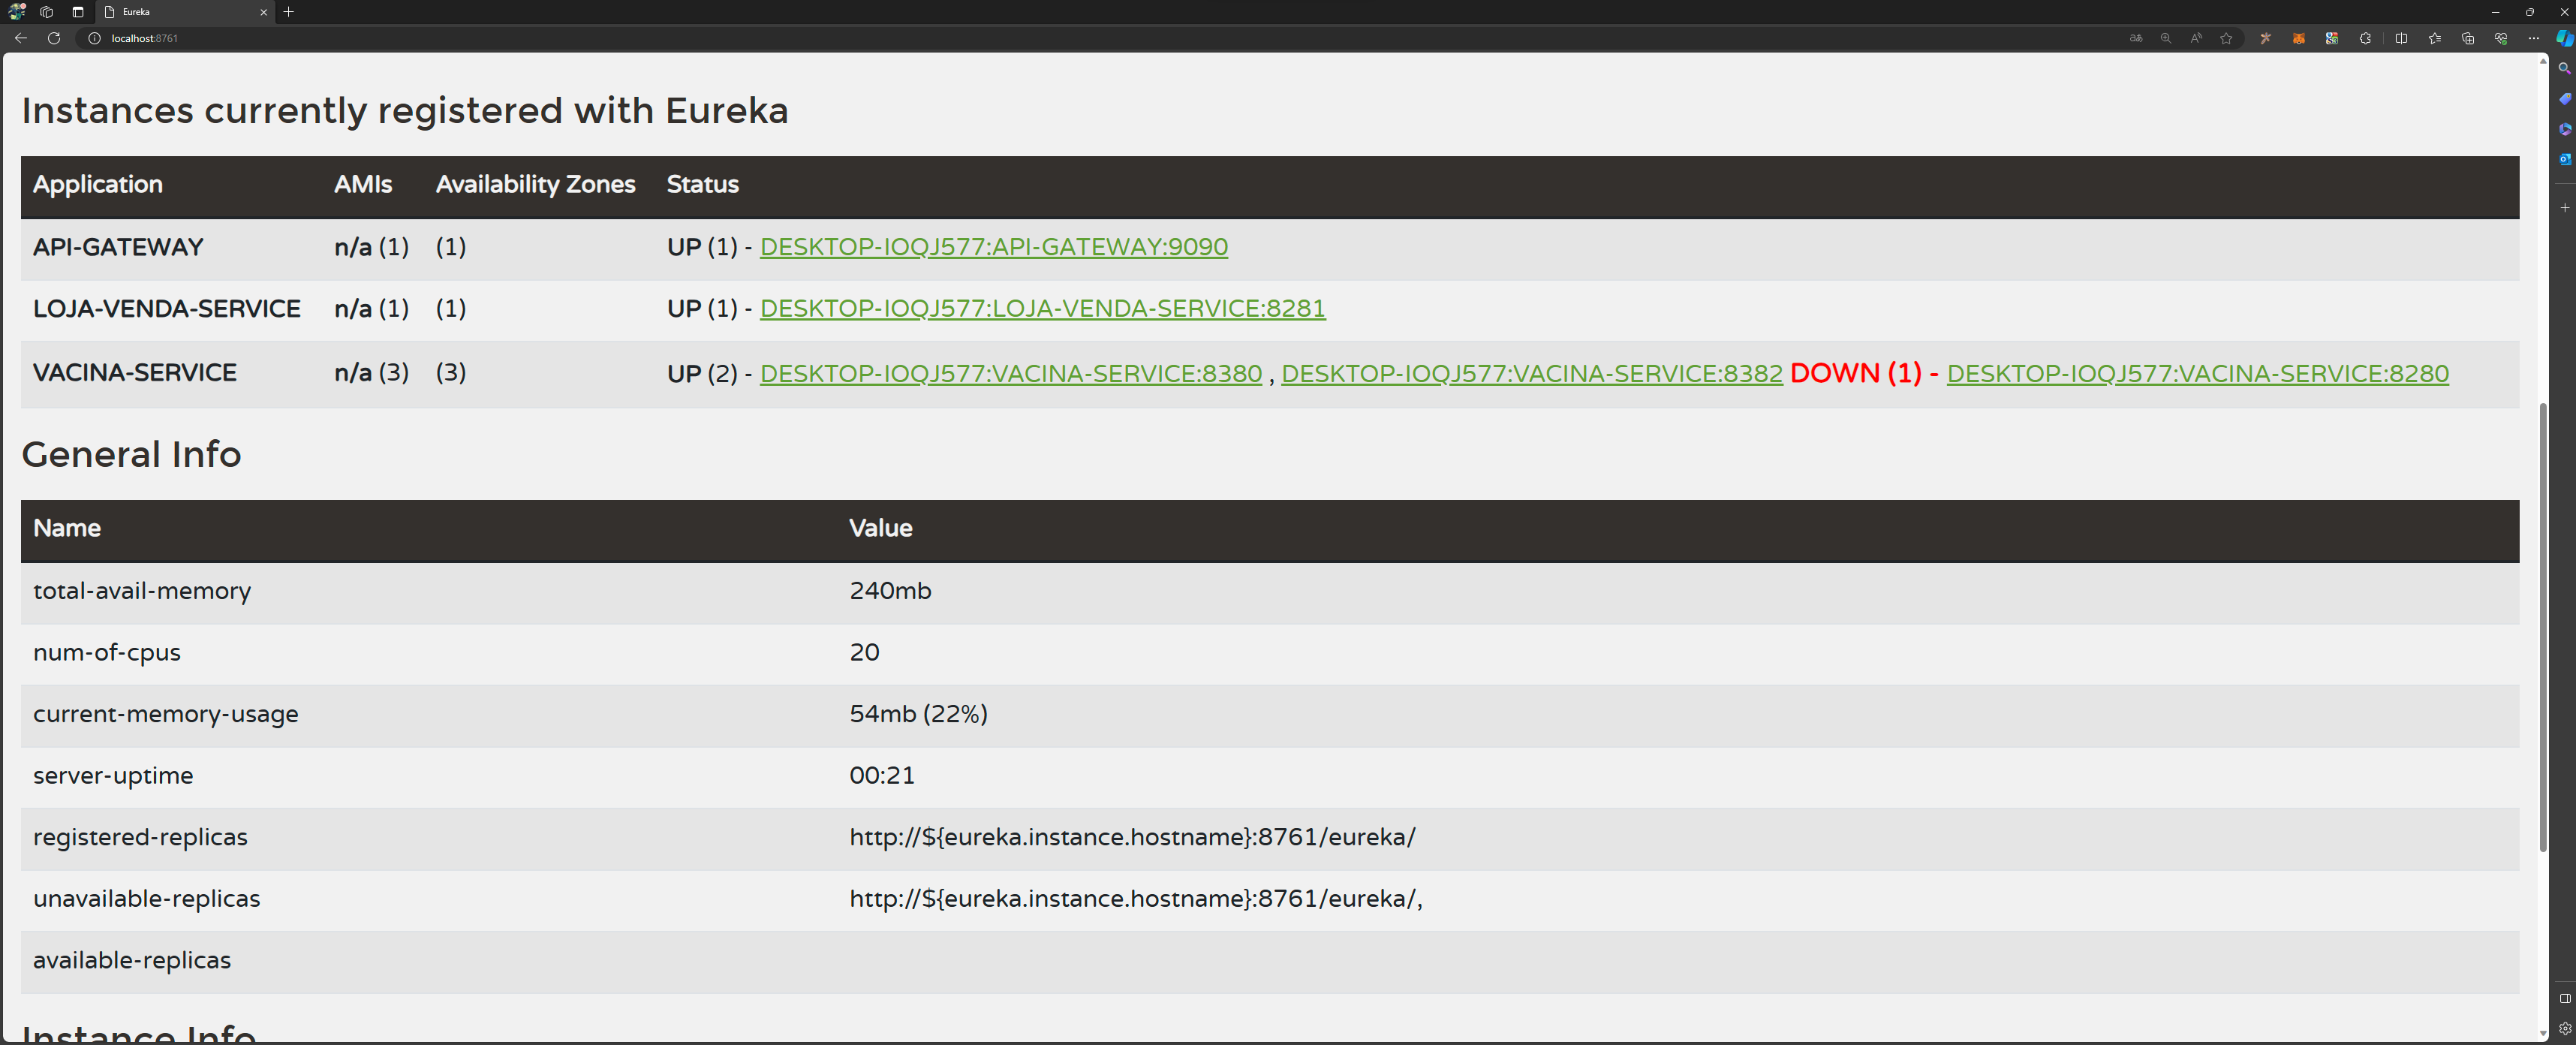 Eureka
localhost:8761
Instances currently registered with Eureka
Application AMIs Availability Zones Status
API-GATEWAY n/a (1) (1) UP (1) - DESKTOP-IOQJ577:API-GATEWAY:9090
LOJA-VENDA-SERVICE n/a (1) (1) UP (1) - DESKTOP-IOQJ577:LOJA-VENDA-SERVICE:8281
VACINA-SERVICE n/a (3) (3) UP (2) - DESKTOP-IOQJ577:VACINA-SERVICE:8380 , DESKTOP-IOQJ577:VACINA-SERVICE:8382 DOWN (1) - DESKTOP-IOQJ577:VACINA-SERVICE:8280
General Info
Name Value
total-avail-memory 240mb
num-of-cpus 20
current-memory-usage 54mb (22%)
server-uptime 00:21
registered-replicas http://${eureka.instance.hostname}:8761/eureka/
unavailable-replicas http://${eureka.instance.hostname}:8761/eureka/,
available-replicas
Instance Info